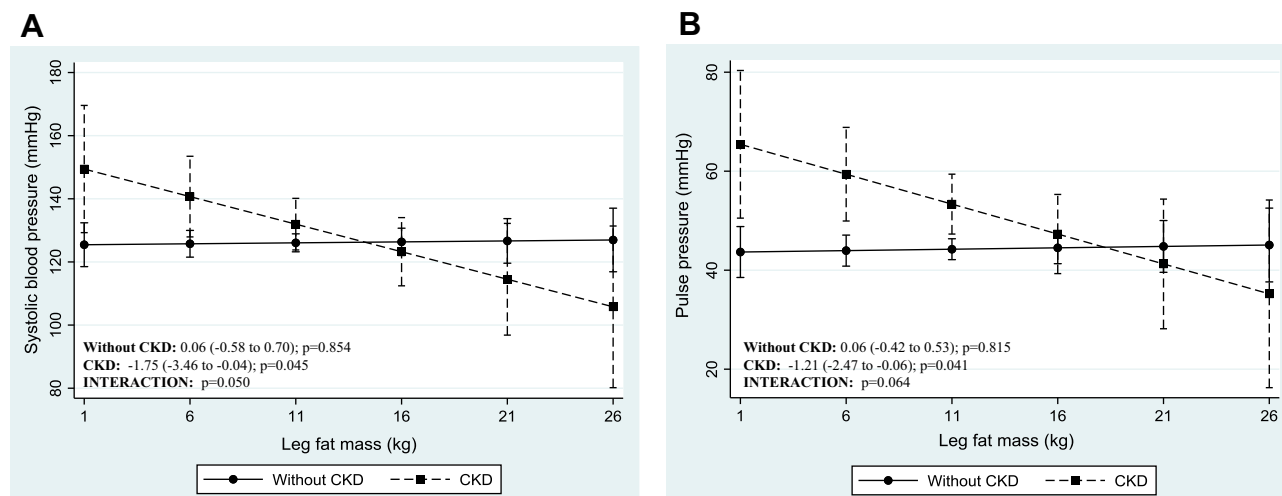 A
Systolic blood pressure (mmHg)
180
160
140
120
100
80
Without CKD: 0.06 (-0.58 to 0.70); p=0.854
CKD: -1.75 (-3.46 to -0.04); p=0.045
INTERACTION: p=0.050
1 6 11 16 21 26
Leg fat mass (kg)
Without CKD CKD
B
Pulse pressure (mmHg)
80
60
40
20
Without CKD: 0.06 (-0.42 to 0.53); p=0.815
CKD: -1.21 (-2.47 to -0.06); p=0.041
INTERACTION: p=0.064
1 6 11 16 21 26
Leg fat mass (kg)
Without CKD CKD